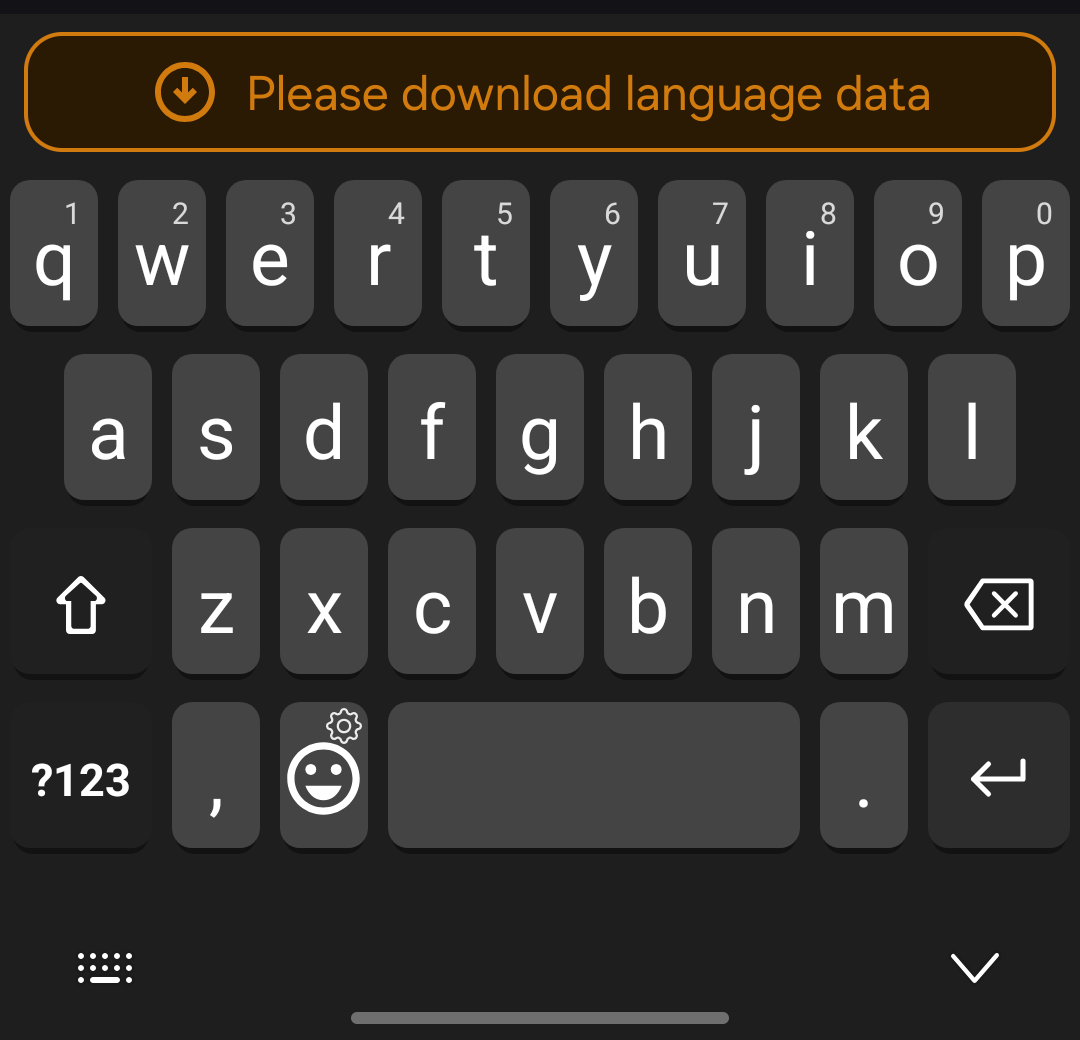 Please download language data
1 2 3 4 5 6 7 8 9 0
q w e r t y u i o p
a s d f g h j k l
z x c v b n m
?123 , .